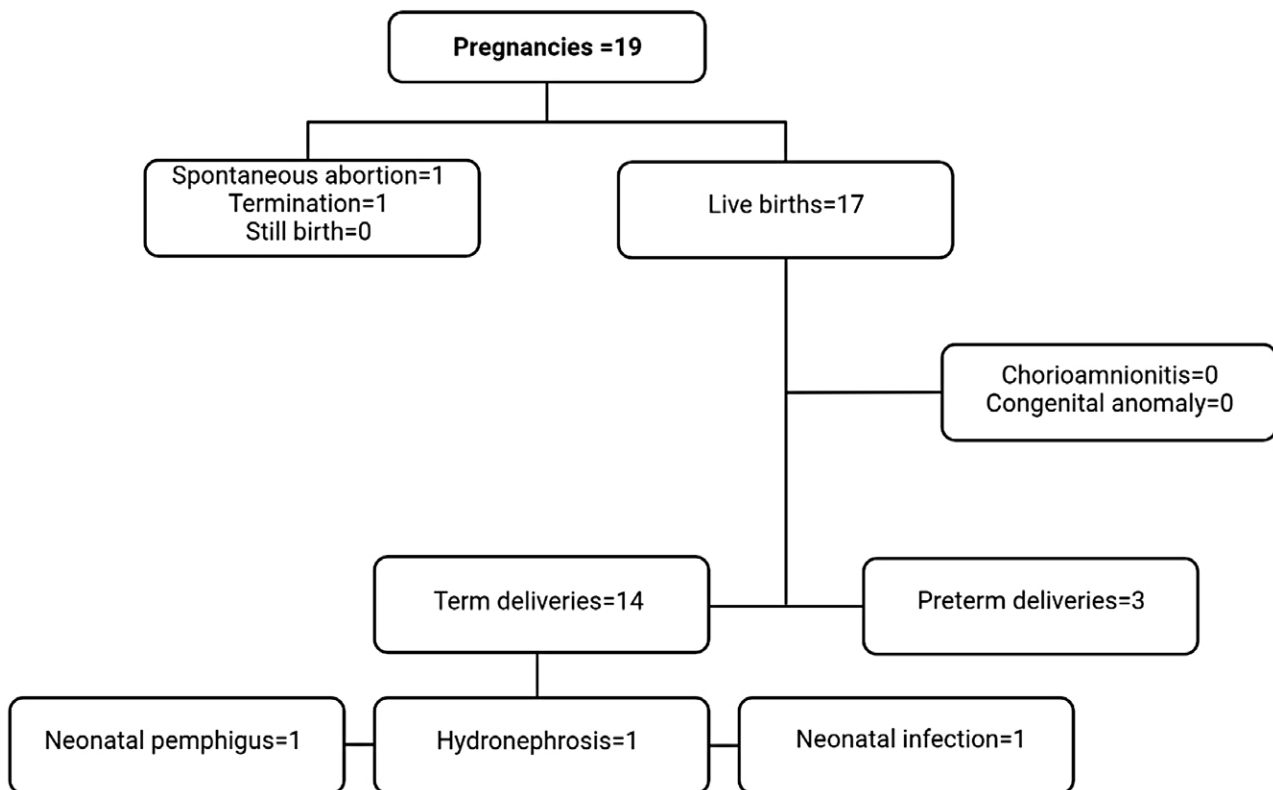 Pregnancies =19
Spontaneous abortion=1
Termination=1
Still birth=0
Live births=17
Chorioamnionitis=0
Congenital anomaly=0
Term deliveries=14
Preterm deliveries=3
Neonatal pemphigus=1
Hydronephrosis=1
Neonatal infection=1